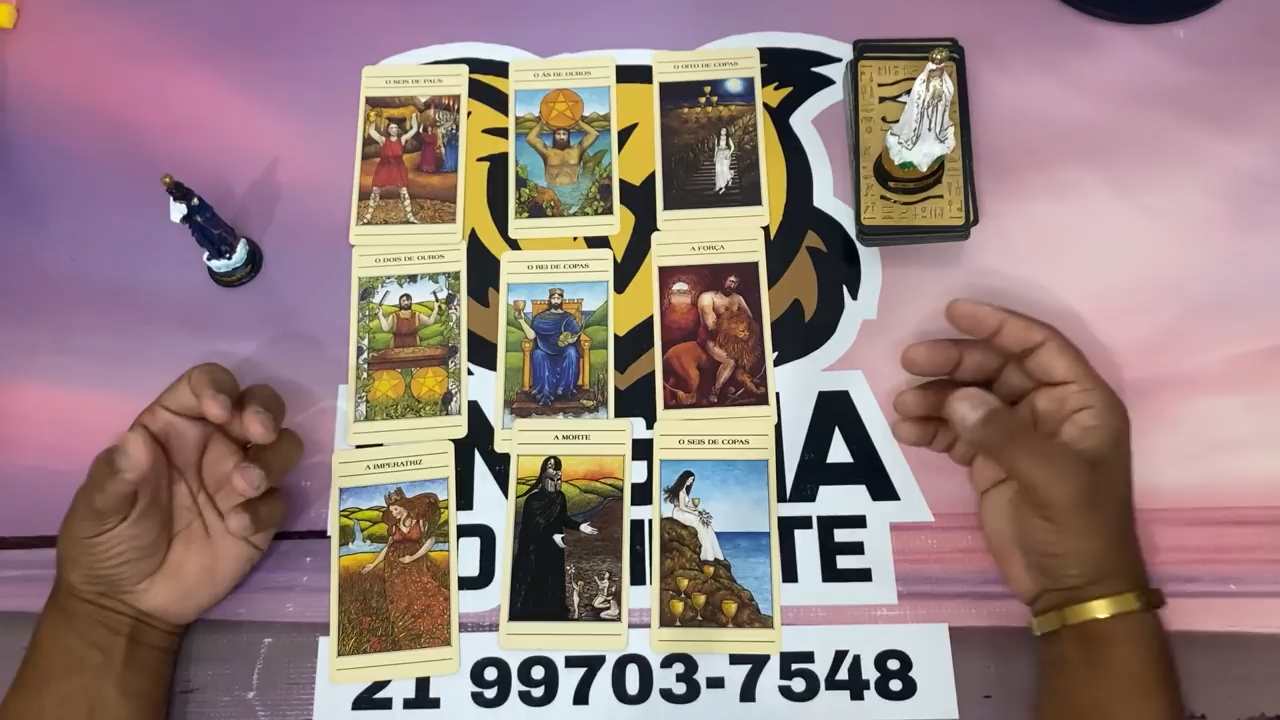 O SEIS DE PAUS
O ÁS DE OUROS
O OITO DE COPAS
O DOIS DE OUROS
O REI DE COPAS
A FORÇA
A IMPERATRIZ
A MORTE
O SEIS DE COPAS
21 99703-7548